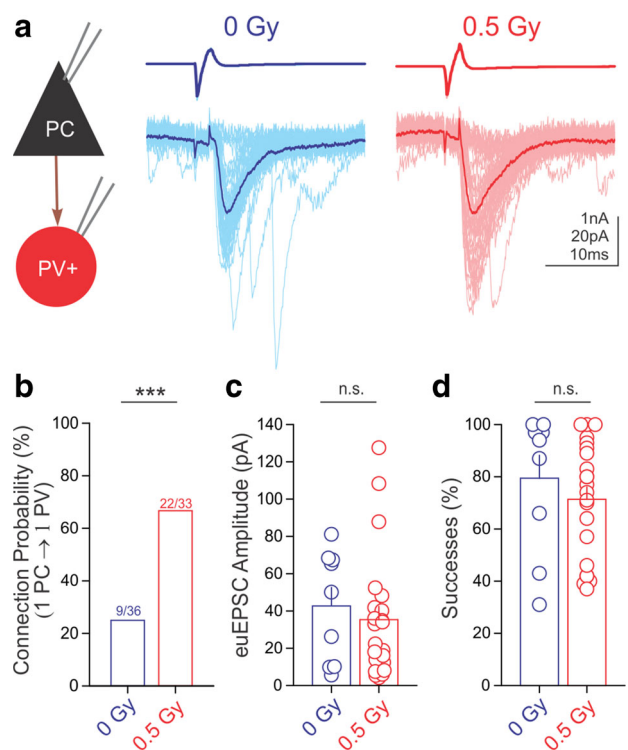 a
0 Gy
0.5 Gy
PC
PV+
1nA
20pA
10ms
b
***
Connection Probability (%)
(1 PC → 1 PV)
100
80
60
40
20
0
9/36
22/33
0 Gy
0.5 Gy
c
n.s.
euEPSC Amplitude (pA)
140
120
100
80
60
40
20
0
0 Gy
0.5 Gy
d
n.s.
Successes (%)
100
80
60
40
20
0
0 Gy
0.5 Gy